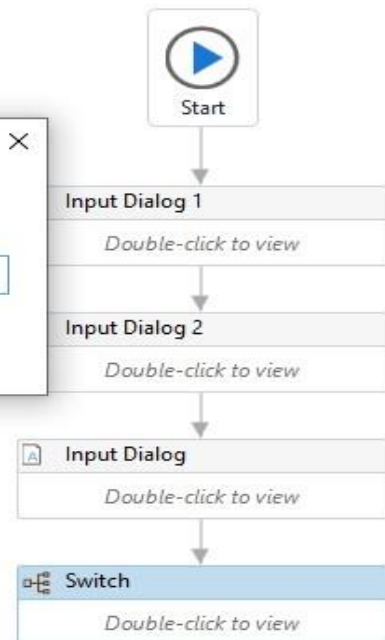 Start
Input Dialog 1
Double-click to view
Input Dialog 2
Double-click to view
Input Dialog
Double-click to view
Switch
Double-click to view